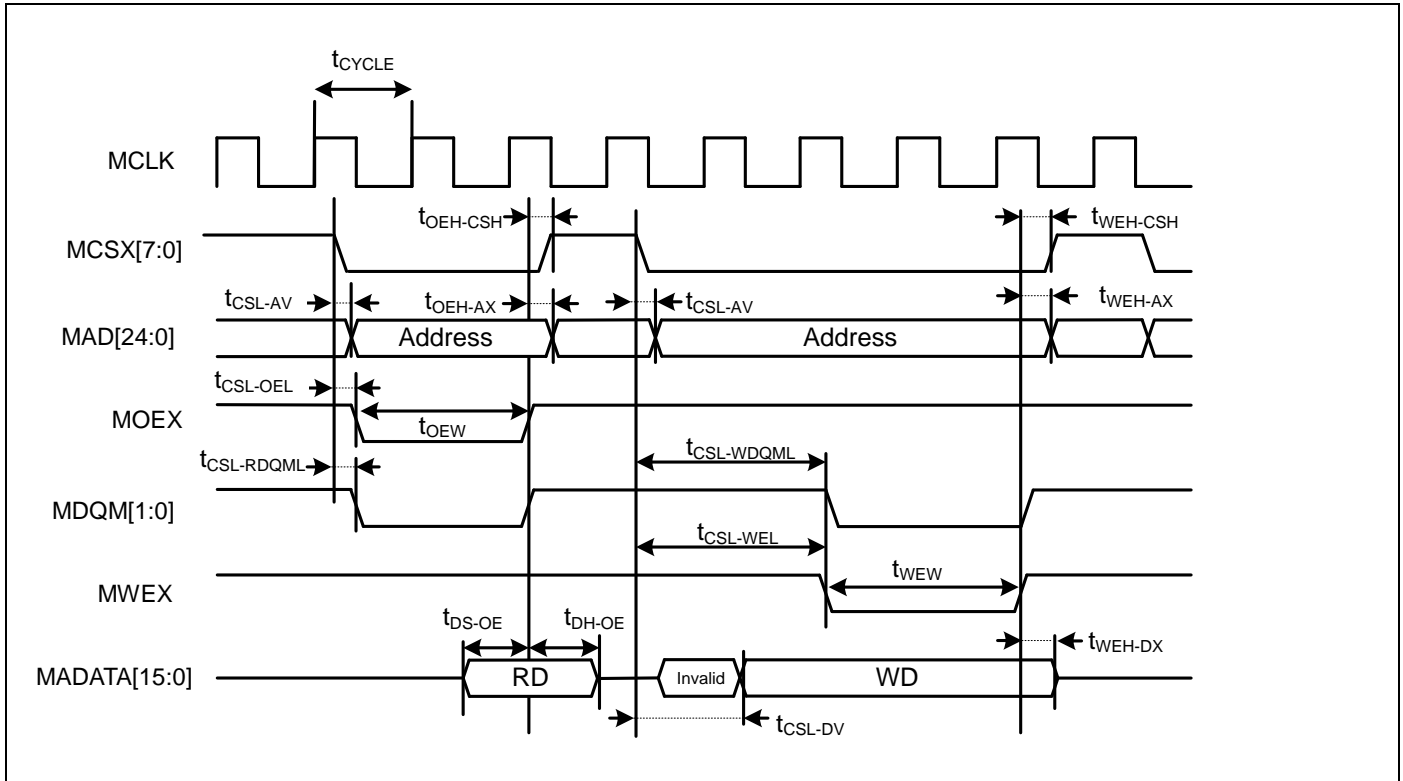 tCYCLE
MCLK
tOEH-CSH
tWEH-CSH
MCSX[7:0]
tCSL-AV
tOEH-AX
tCSL-AV
tWEH-AX
MAD[24:0]
Address
Address
tCSL-OEL
MOEX
tOEW
tCSL-WDQML
tCSL-RDQML
MDQM[1:0]
tCSL-WEL
tWEW
MWEX
tDS-OE
tDH-OE
tWEH-DX
MADATA[15:0]
RD
Invalid
WD
tCSL-DV